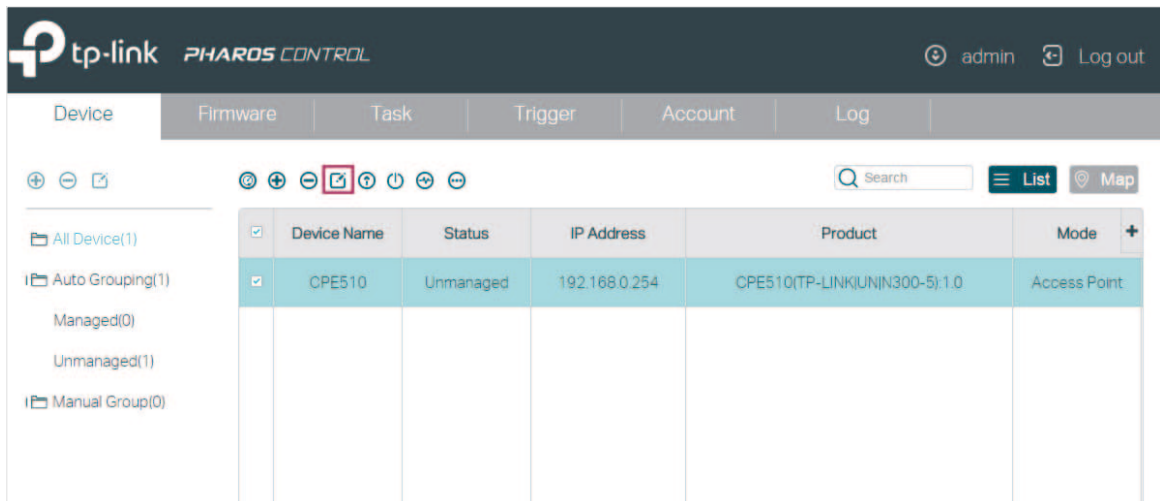 tp-link PHAROS CONTROL admin Log out
Device Firmware Task Trigger Account Log
Search List Map
All Device(1)
Auto Grouping(1)
Managed(0)
Unmanaged(1)
Manual Group(0)
Device Name Status IP Address Product Mode
CPE510 Unmanaged 192.168.0.254 CPE510(TP-LINK|UN|N300-5):1.0 Access Point